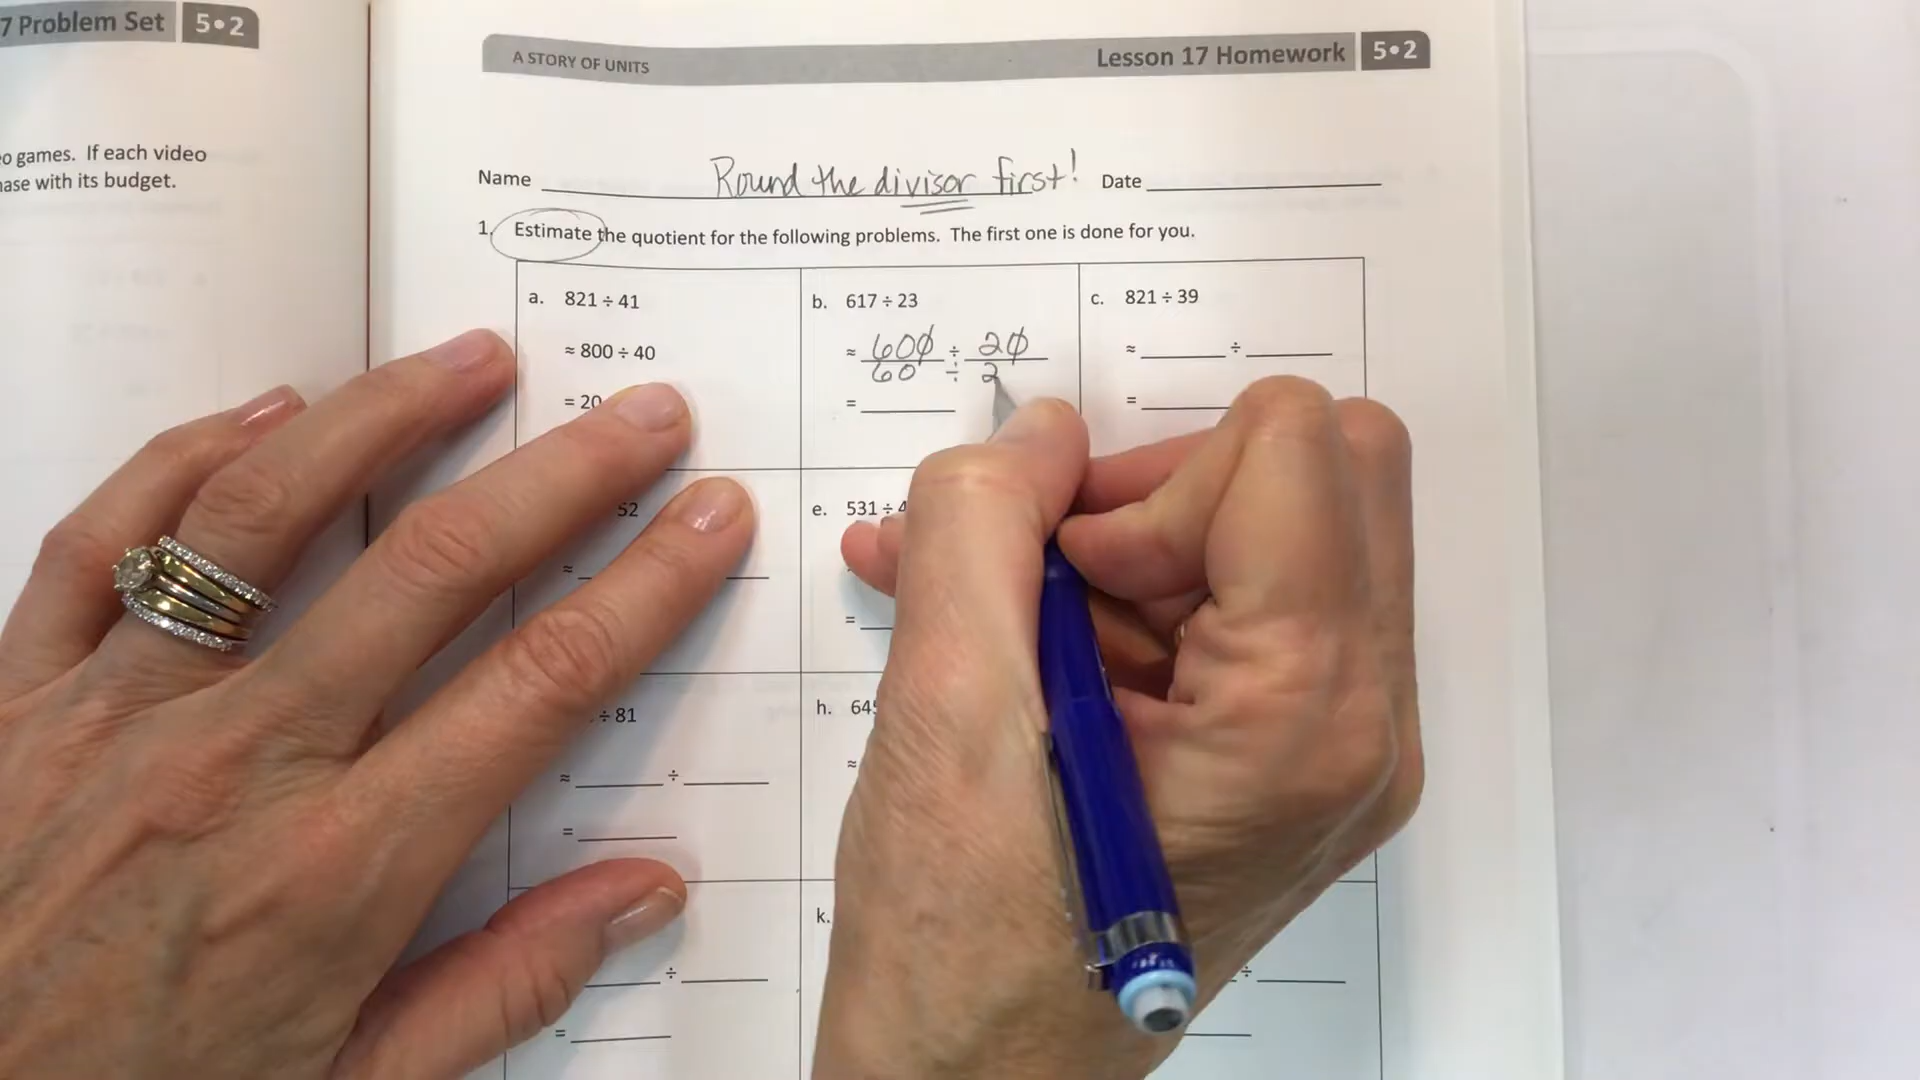 7 Problem Set 5•2
eo games. If each video
hase with its budget.
A STORY OF UNITS
Lesson 17 Homework 5•2
Name Round the divisor first! Date
1. Estimate the quotient for the following problems. The first one is done for you.
a. 821 ÷ 41
≈ 800 ÷ 40
= 20
b. 617 ÷ 23
≈ 600 ÷ 20
60 ÷ 2
=
c. 821 ÷ 39
≈ ÷
=
52
≈
e. 531 ÷ 4
=
÷ 81
≈ ÷
=
h. 645
≈
÷
=
k.
÷